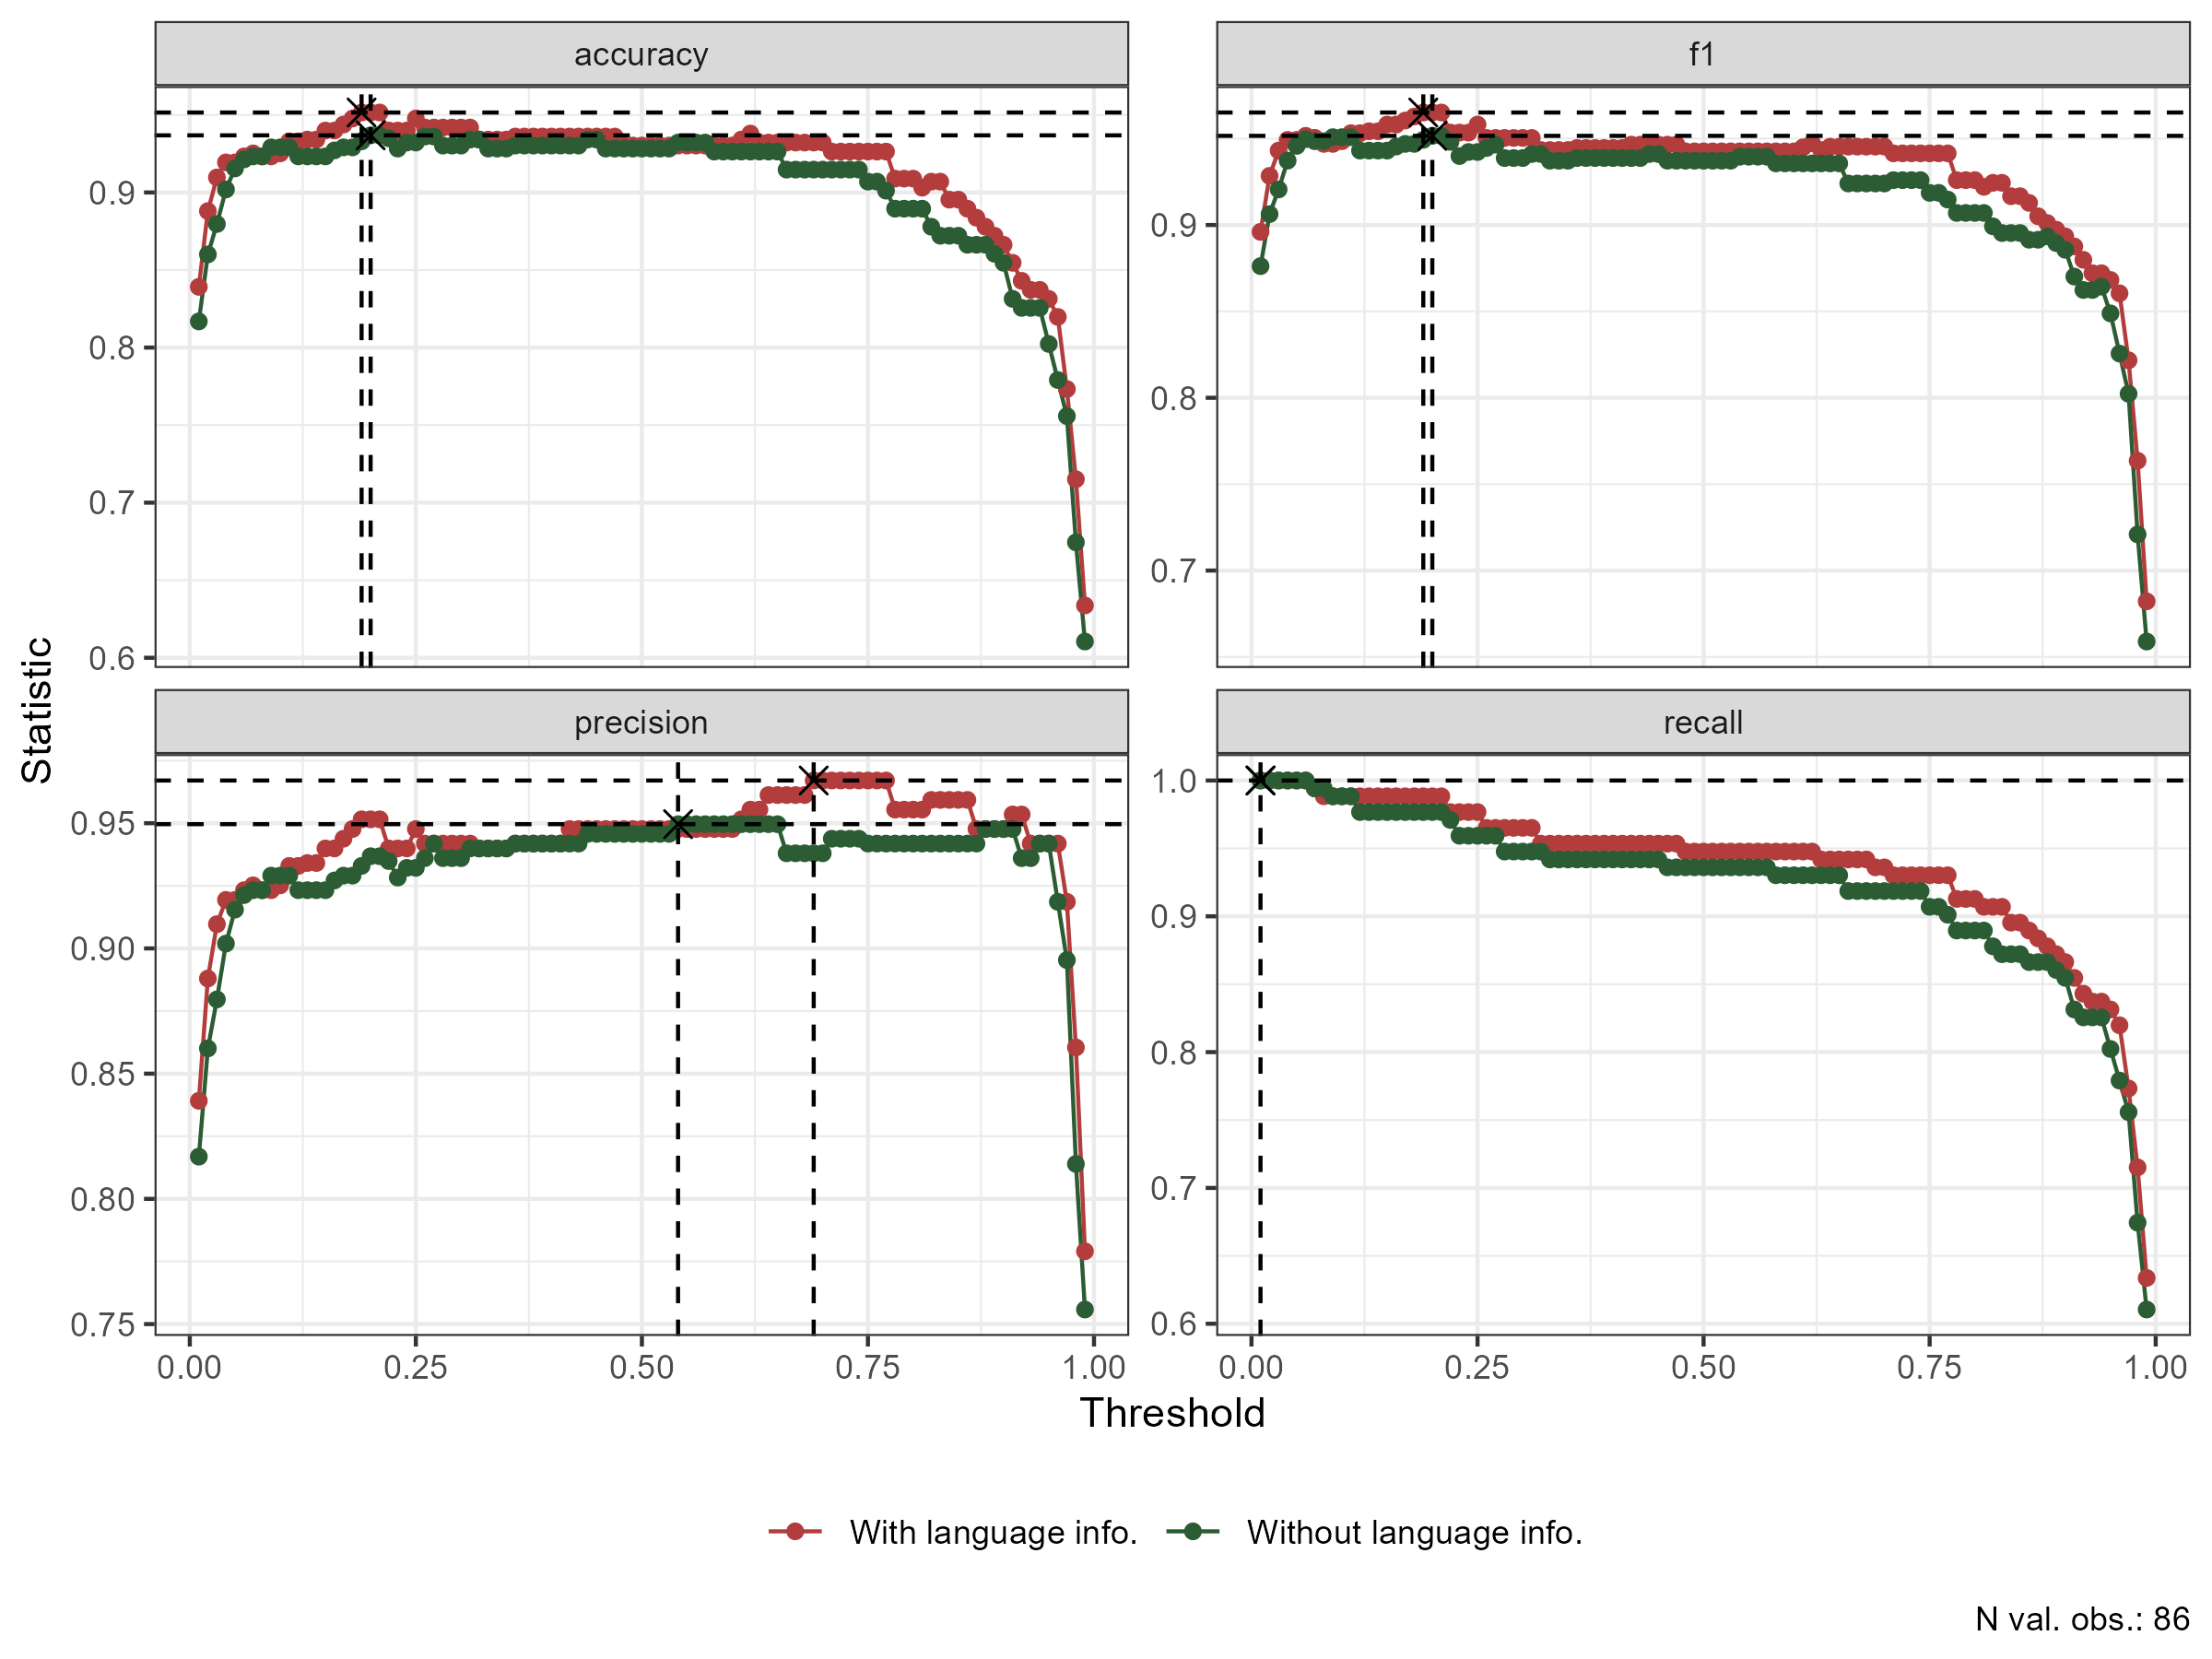 accuracy
f1
0.9
0.8
0.7
0.6
0.9
0.8
0.7
precision
recall
0.95
0.90
0.85
0.80
0.75
1.0
0.9
0.8
0.7
0.6
0.00 0.25 0.50 0.75 1.00
0.00 0.25 0.50 0.75 1.00
Statistic
Threshold
With language info. Without language info.
N val. obs.: 86